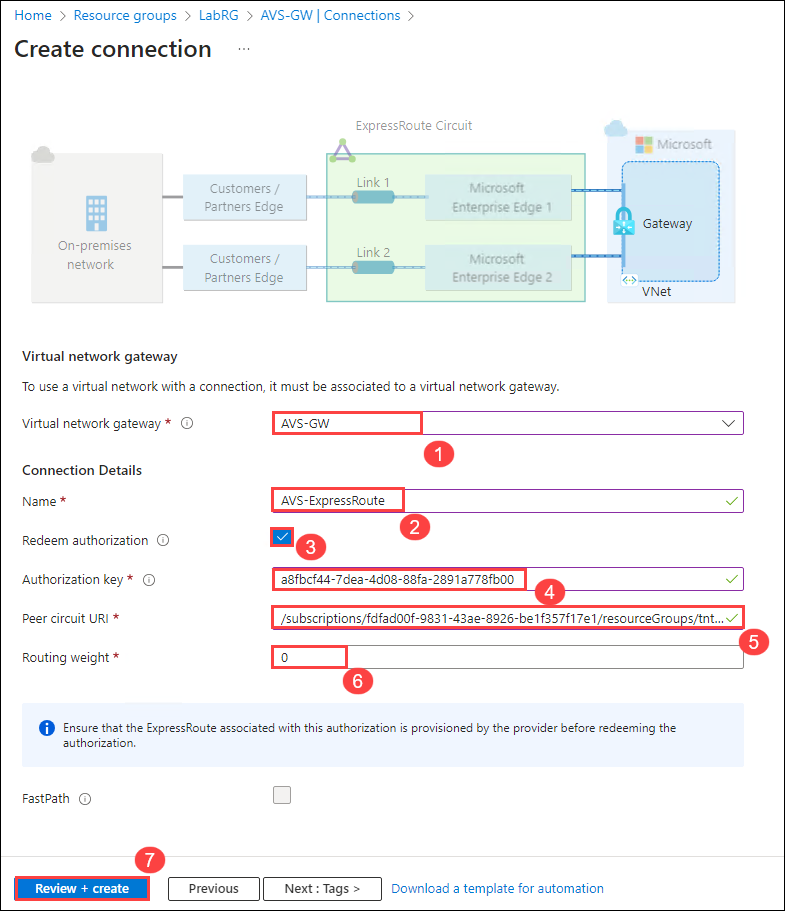 Home > Resource groups > LabRG > AVS-GW | Connections >
Create connection ...
ExpressRoute Circuit
Microsoft
Customers /
Partners Edge
Link 1
Microsoft
Enterprise Edge 1
On-premises
network
Gateway
Customers /
Partners Edge
Link 2
Microsoft
Enterprise Edge 2
VNet
Virtual network gateway
To use a virtual network with a connection, it must be associated to a virtual network gateway.
Virtual network gateway * AVS-GW
1
Connection Details
Name * AVS-ExpressRoute
2
Redeem authorization
3
Authorization key * a8fbcf44-7dea-4d08-88fa-2891a778fb00
4
Peer circuit URI * /subscriptions/fdfad00f-9831-43ae-8926-be1f357f17e1/resourceGroups/tnt...
5
Routing weight * 0
6
Ensure that the ExpressRoute associated with this authorization is provisioned by the provider before redeeming the
authorization.
FastPath
7
Review + create Previous Next : Tags > Download a template for automation